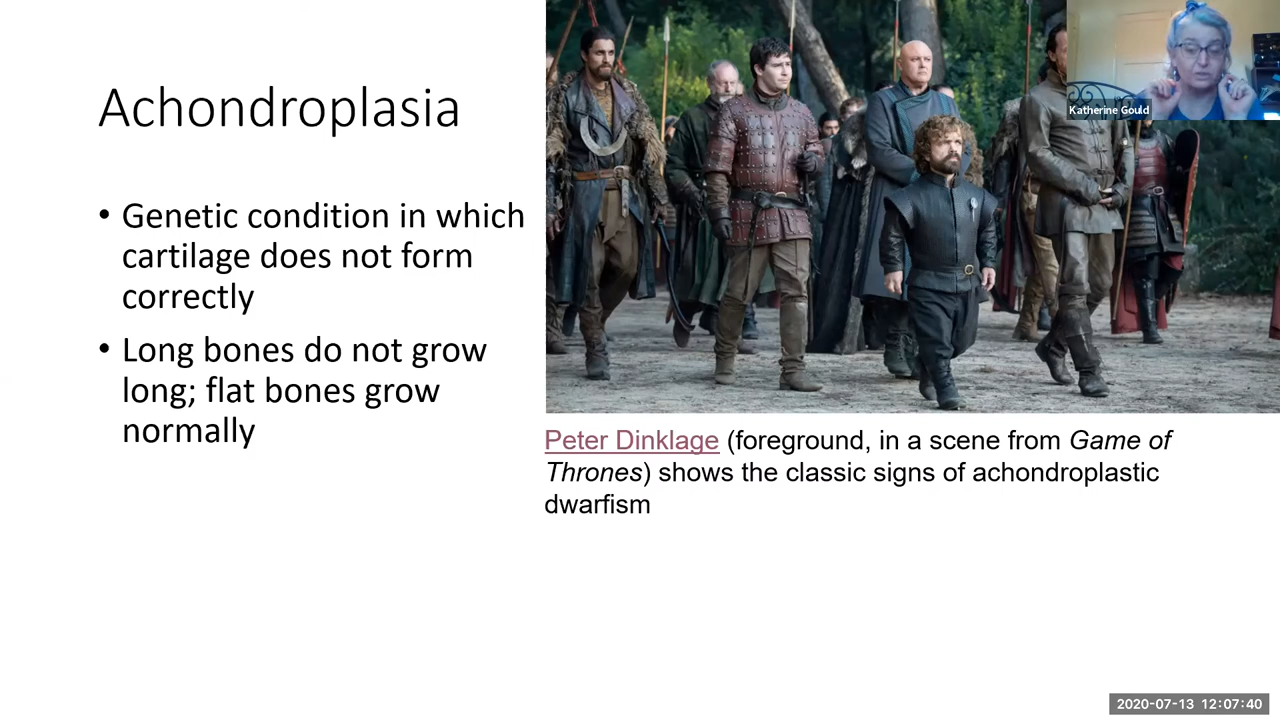 Achondroplasia
• Genetic condition in which
cartilage does not form
correctly
• Long bones do not grow
long; flat bones grow
normally
Katherine Gould
Peter Dinklage (foreground, in a scene from Game of
Thrones) shows the classic signs of achondroplastic
dwarfism
2020-07-13 12:07:40